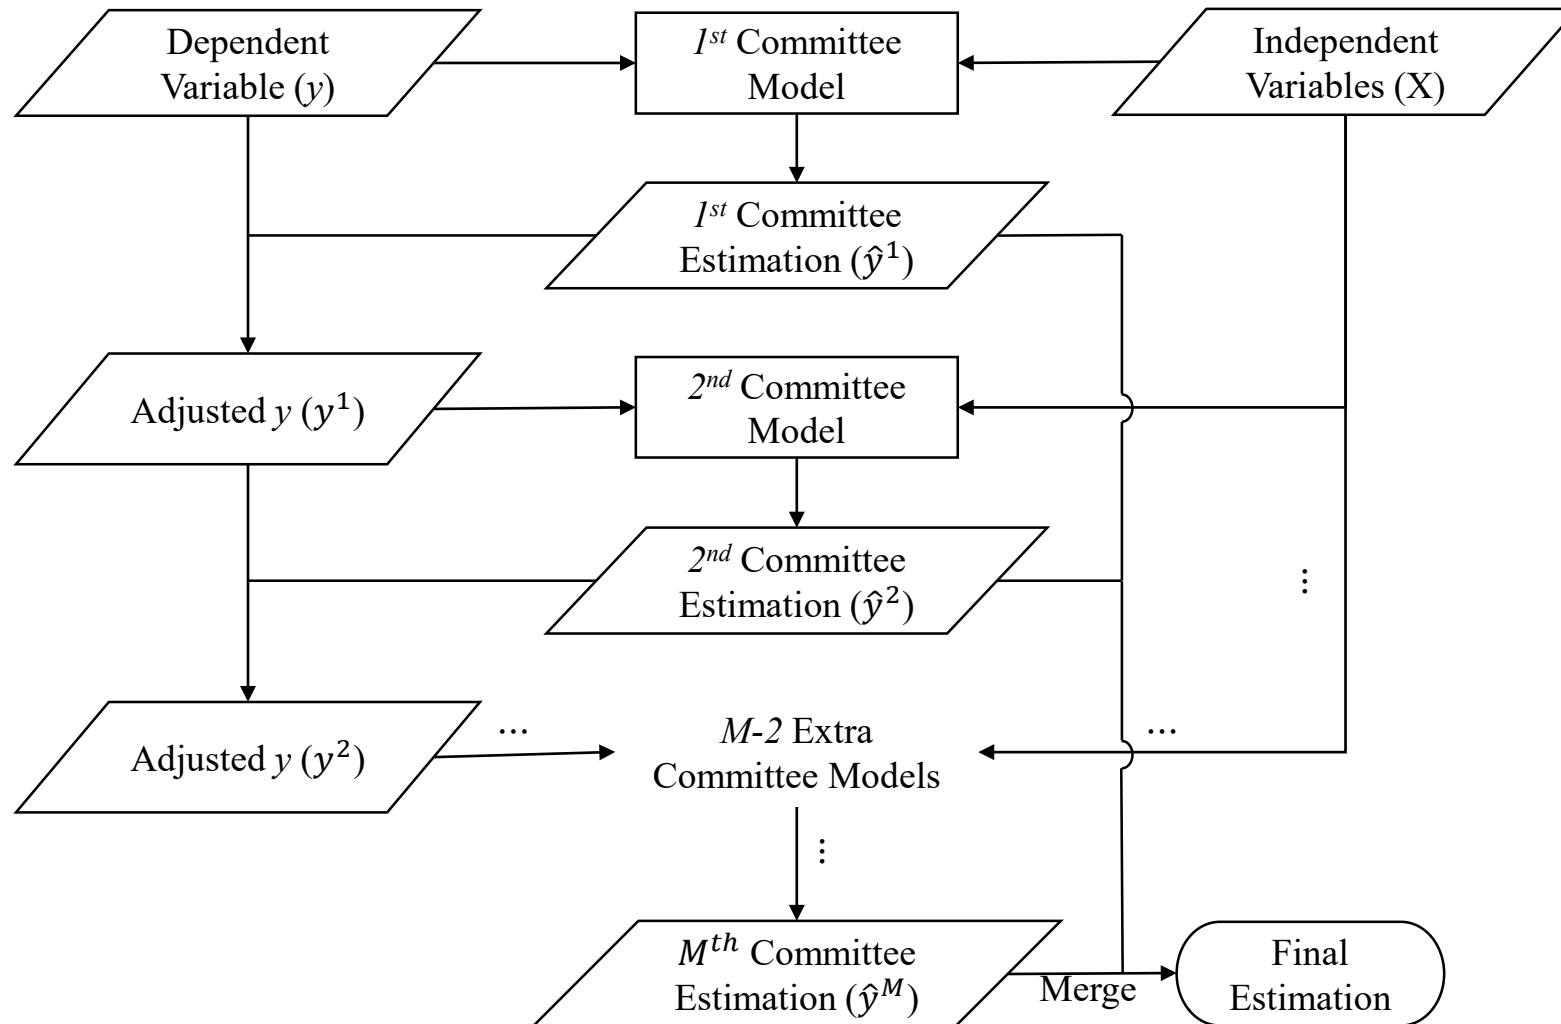 Dependent
Variable (y)
1st Committee
Model
Independent
Variables (X)
1st Committee
Estimation (ŷ¹)
Adjusted y (y¹)
2nd Committee
Model
2nd Committee
Estimation (ŷ²)
⋮
Adjusted y (y²)
...
M-2 Extra
Committee Models
...
⋮
Mth Committee
Estimation (ŷᴹ)
Merge
Final
Estimation